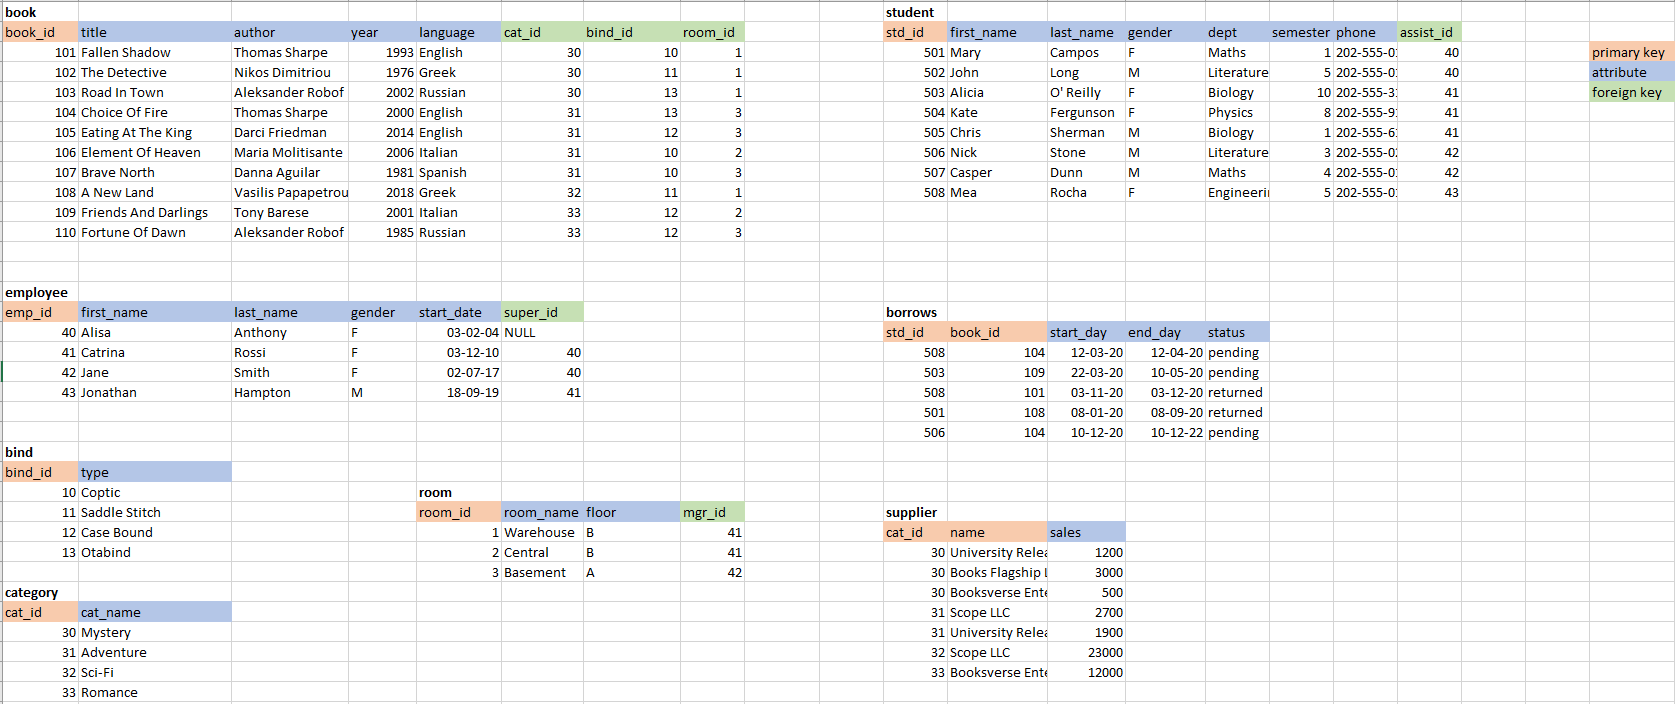 book
book_id title author year language cat_id bind_id room_id
101 Fallen Shadow Thomas Sharpe 1993 English 30 10 1
102 The Detective Nikos Dimitriou 1976 Greek 30 11 1
103 Road In Town Aleksander Robof 2002 Russian 30 13 1
104 Choice Of Fire Thomas Sharpe 2000 English 31 13 3
105 Eating At The King Darci Friedman 2014 English 31 12 3
106 Element Of Heaven Maria Molitisante 2006 Italian 31 10 2
107 Brave North Danna Aguilar 1981 Spanish 31 10 3
108 A New Land Vasilis Papapetrou 2018 Greek 32 11 1
109 Friends And Darlings Tony Barese 2001 Italian 33 12 2
110 Fortune Of Dawn Aleksander Robof 1985 Russian 33 12 3
student
std_id first_name last_name gender dept semester phone assist_id
501 Mary Campos F Maths 1 202-555-01 40
502 John Long M Literature 5 202-555-01 40
503 Alicia O' Reilly F Biology 10 202-555-31 41
504 Kate Fergunson F Physics 8 202-555-91 41
505 Chris Sherman M Biology 1 202-555-61 41
506 Nick Stone M Literature 3 202-555-02 42
507 Casper Dunn M Maths 4 202-555-01 42
508 Mea Rocha F Engineeri 5 202-555-01 43
primary key
attribute
foreign key
employee
emp_id first_name last_name gender start_date super_id
40 Alisa Anthony F 03-02-04 NULL
41 Catrina Rossi F 03-12-10 40
42 Jane Smith F 02-07-17 40
43 Jonathan Hampton M 18-09-19 41
borrows
std_id book_id start_day end_day status
508 104 12-03-20 12-04-20 pending
503 109 22-03-20 10-05-20 pending
508 101 03-11-20 03-12-20 returned
501 108 08-01-20 08-09-20 returned
506 104 10-12-20 10-12-22 pending
bind
bind_id type
10 Coptic
11 Saddle Stitch
12 Case Bound
13 Otabind
room
room_id room_name floor mgr_id
1 Warehouse B 41
2 Central B 41
3 Basement A 42
supplier
cat_id name sales
30 University Relea 1200
30 Books Flagship L 3000
30 Booksverse Ente 500
31 Scope LLC 2700
31 University Relea 1900
32 Scope LLC 23000
33 Booksverse Ente 12000
category
cat_id cat_name
30 Mystery
31 Adventure
32 Sci-Fi
33 Romance